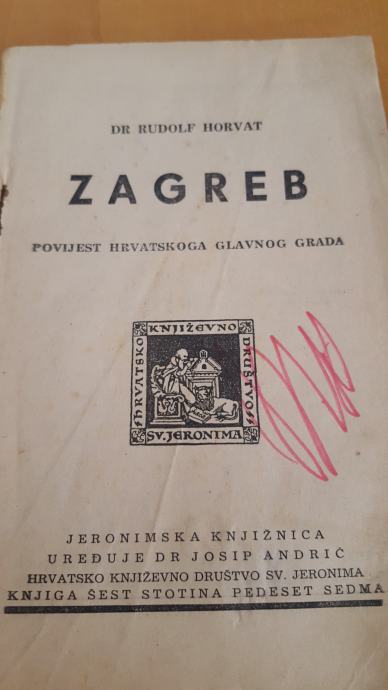 DR RUDOLF HORVAT
ZAGREB
POVIJEST HRVATSKOGA GLAVNOG GRADA
HRVATSKO
KNJIŽEVNO
DRUŠTVO
SV. JERONIMA
JERONIMSKA KNJIŽNICA
UREĐUJE DR JOSIP ANDRIĆ
HRVATSKO KNJIŽEVNO DRUŠTVO SV. JERONIMA
KNJIGA ŠEST STOTINA PEDESET SEDMA